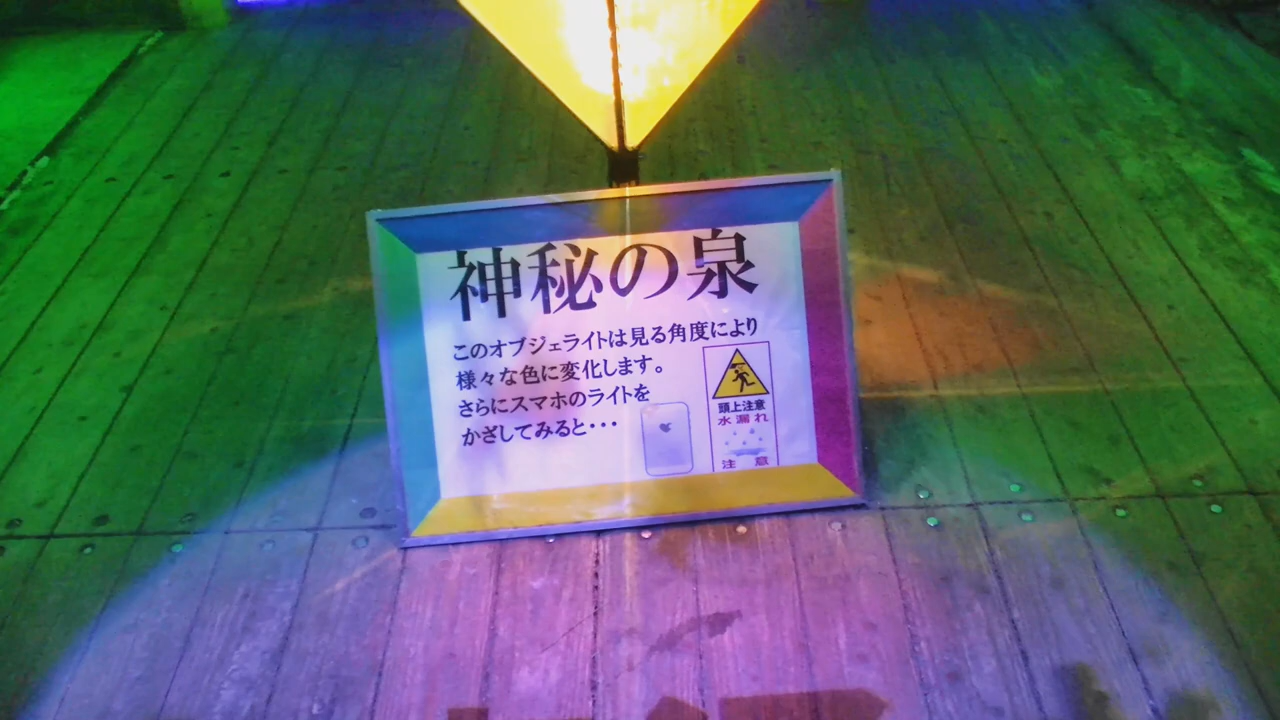 神秘の泉
このオブジェライトは見る角度により
様々な色に変化します。
さらにスマホのライトを
かざしてみると・・・
頭上注意
水漏れ
注 意